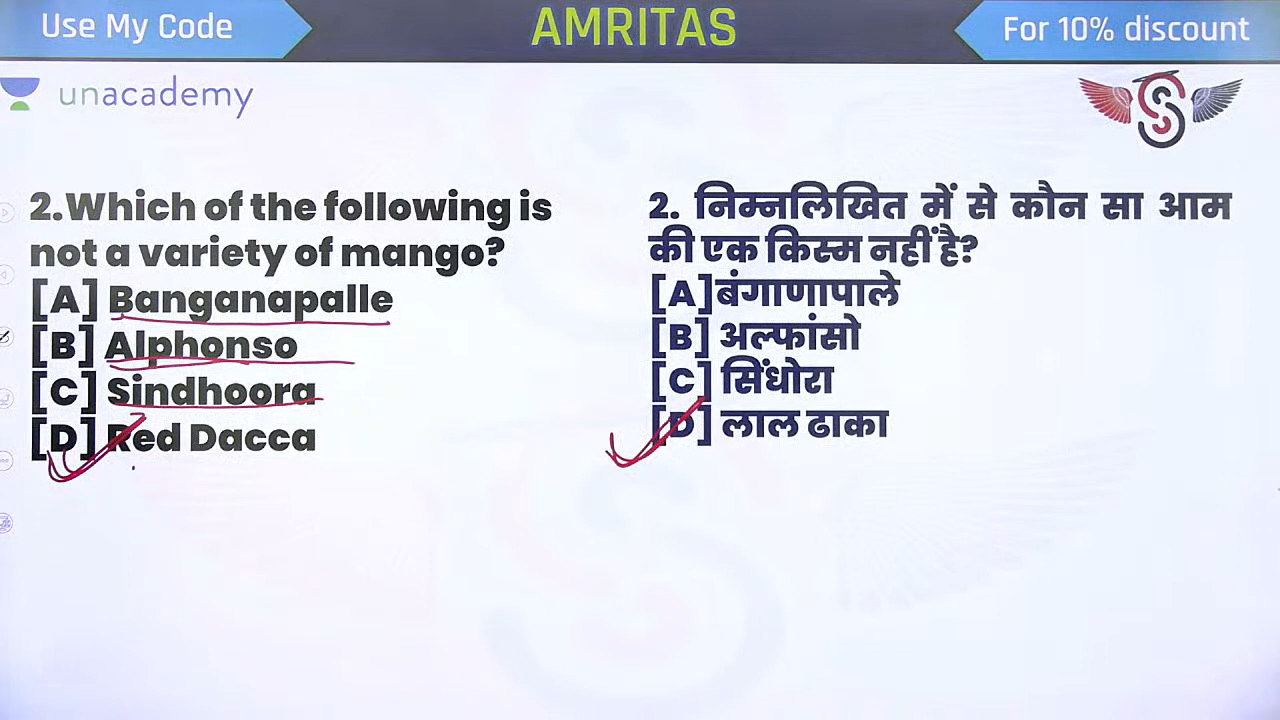 Use My Code
AMRITAS
For 10% discount
unacademy
2.Which of the following is
not a variety of mango?
[A] Banganapalle
[B] Alphonso
[C] Sindhoora
[D] Red Dacca
2. निम्नलिखित में से कौन सा आम
की एक किस्म नहीं है?
[A]बंगाणापाले
[B] अल्फांसो
[C] सिंधोरा
[D] लाल ढाका